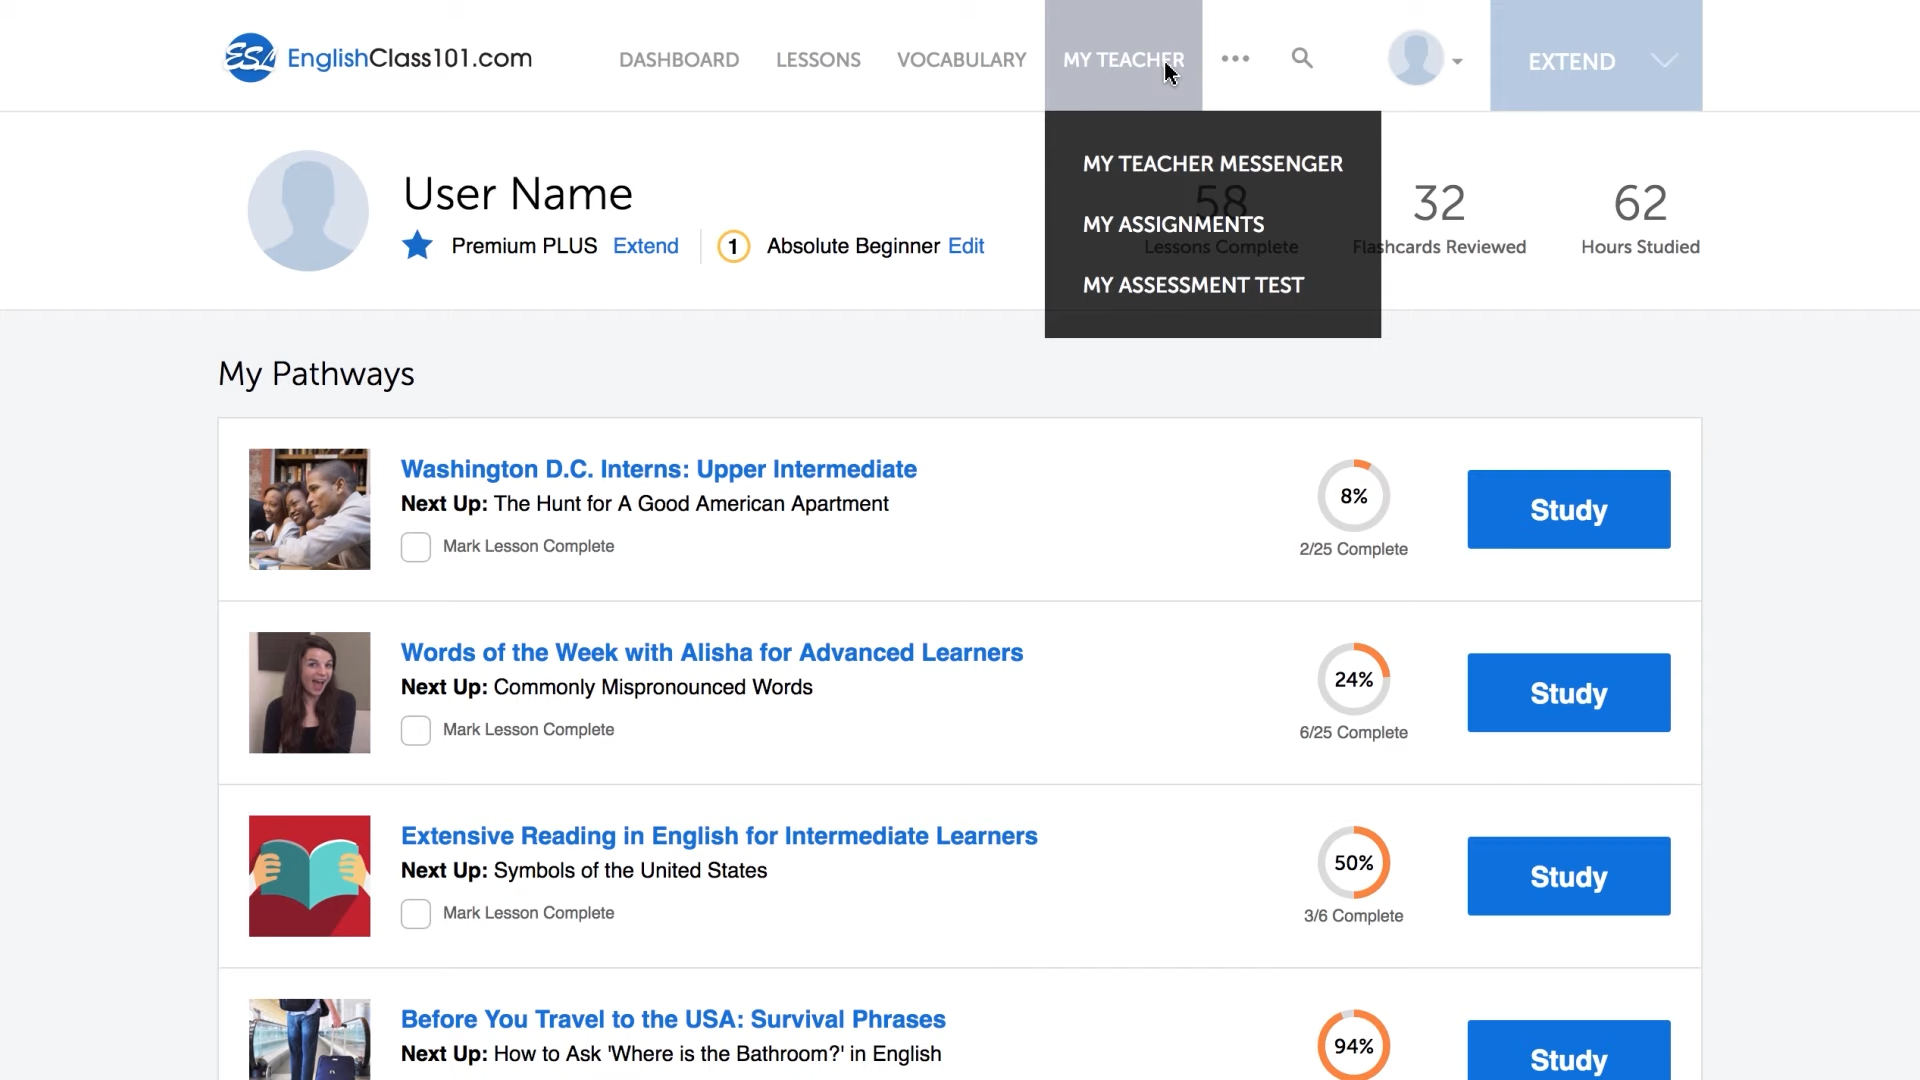 ESL EnglishClass101.com
DASHBOARD
LESSONS
VOCABULARY
MY TEACHER
EXTEND
MY TEACHER MESSENGER
MY ASSIGNMENTS
MY ASSESSMENT TEST
User Name
Premium PLUS Extend
1 Absolute Beginner Edit
58
Lessons Complete
32
Flashcards Reviewed
62
Hours Studied
My Pathways
Washington D.C. Interns: Upper Intermediate
Next Up: The Hunt for A Good American Apartment
Mark Lesson Complete
8%
2/25 Complete
Study
Words of the Week with Alisha for Advanced Learners
Next Up: Commonly Mispronounced Words
Mark Lesson Complete
24%
6/25 Complete
Study
Extensive Reading in English for Intermediate Learners
Next Up: Symbols of the United States
Mark Lesson Complete
50%
3/6 Complete
Study
Before You Travel to the USA: Survival Phrases
Next Up: How to Ask 'Where is the Bathroom?' in English
94%
Study